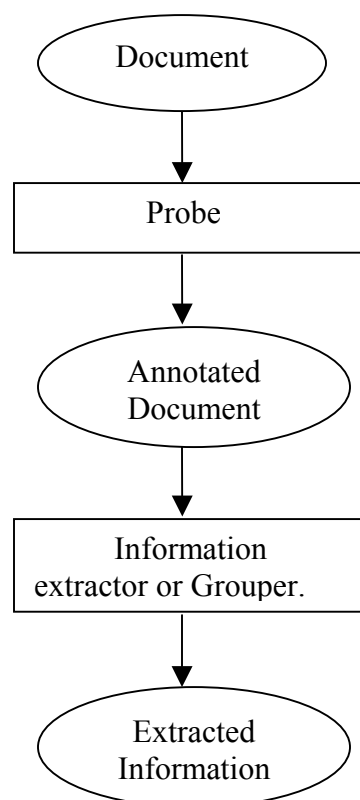 Document
Probe
Annotated
Document
Information
extractor or Grouper.
Extracted
Information